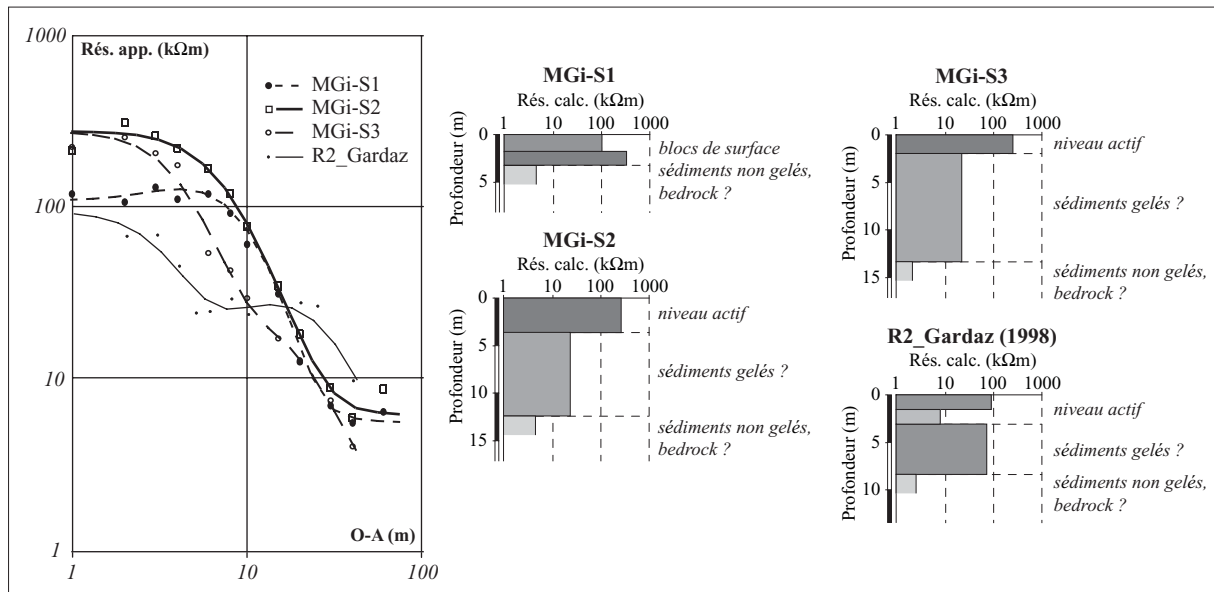 1000
Rés. app. (kΩm)
MGi-S1
MGi-S2
MGi-S3
R2_Gardaz
100
10
O-A (m)
1
1
10
100
MGi-S1
Rés. calc. (kΩm)
1 10 100 1000
0
5
Profondeur (m)
blocs de surface
sédiments non gelés,
bedrock ?
MGi-S2
Rés. calc. (kΩm)
1 10 100 1000
0
5
10
15
Profondeur (m)
niveau actif
sédiments gelés ?
sédiments non gelés,
bedrock ?
MGi-S3
Rés. calc. (kΩm)
1 10 100 1000
0
5
10
15
Profondeur (m)
niveau actif
sédiments gelés ?
sédiments non gelés,
bedrock ?
R2_Gardaz (1998)
Rés. calc. (kΩm)
1 10 100 1000
0
5
10
Profondeur (m)
niveau actif
sédiments gelés ?
sédiments non gelés,
bedrock ?